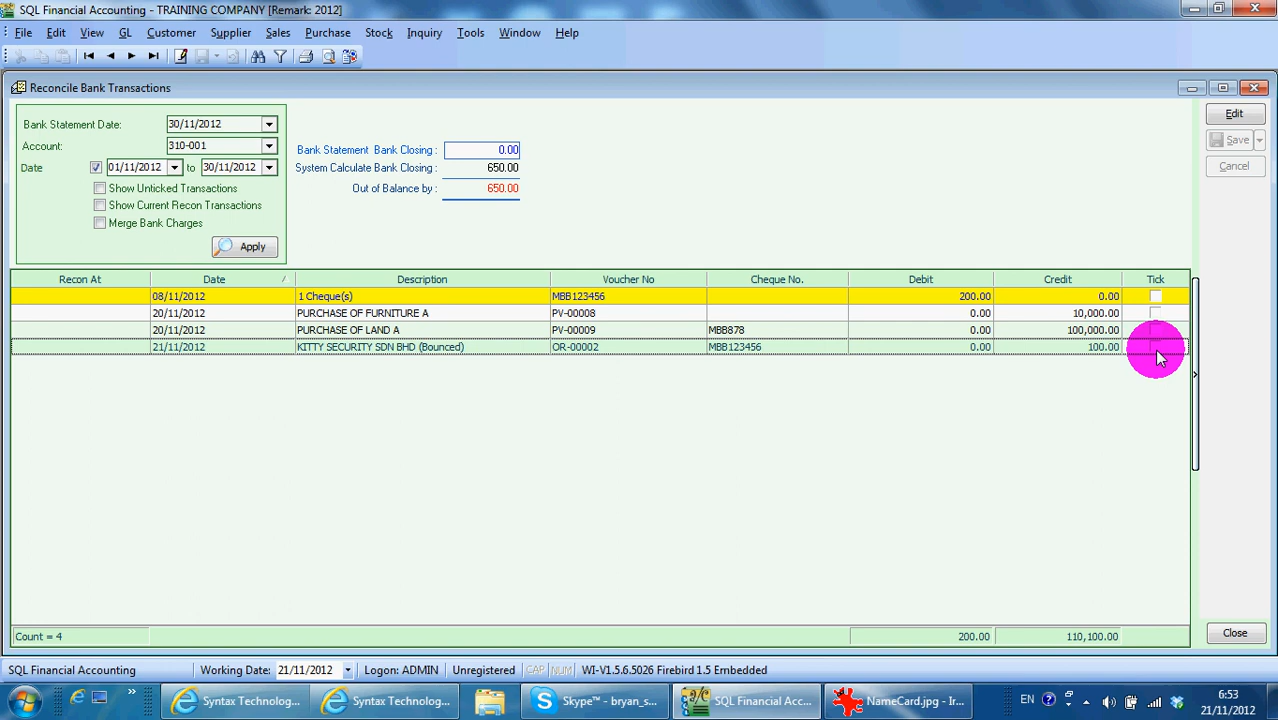 SQL Financial Accounting - TRAINING COMPANY [Remark: 2012]
File Edit View GL Customer Supplier Sales Purchase Stock Inquiry Tools Window Help
Reconcile Bank Transactions
Bank Statement Date: 30/11/2012
Account: 310-001
Date 01/11/2012 to 30/11/2012
Show Unticked Transactions
Show Current Recon Transactions
Merge Bank Charges
Apply
Bank Statement Bank Closing : 0.00
System Calculate Bank Closing : 650.00
Out of Balance by : 650.00
Edit
Save
Cancel
Recon At Date Description Voucher No Cheque No. Debit Credit Tick
08/11/2012 1 Cheque(s) MBB123456 200.00 0.00
20/11/2012 PURCHASE OF FURNITURE A PV-00008 0.00 10,000.00
20/11/2012 PURCHASE OF LAND A PV-00009 MBB878 0.00 100,000.00
21/11/2012 KITTY SECURITY SDN BHD (Bounced) OR-00002 MBB123456 0.00 100.00
Count = 4 200.00 110,100.00
Close
SQL Financial Accounting Working Date: 21/11/2012 Logon: ADMIN Unregistered CAP NUM WI-V1.5.6.5026 Firebird 1.5 Embedded
Syntax Technolog... Syntax Technolog... Skype™ - bryan_s... SQL Financial Acc... NameCard.jpg - Ir... EN 6:53
21/11/2012